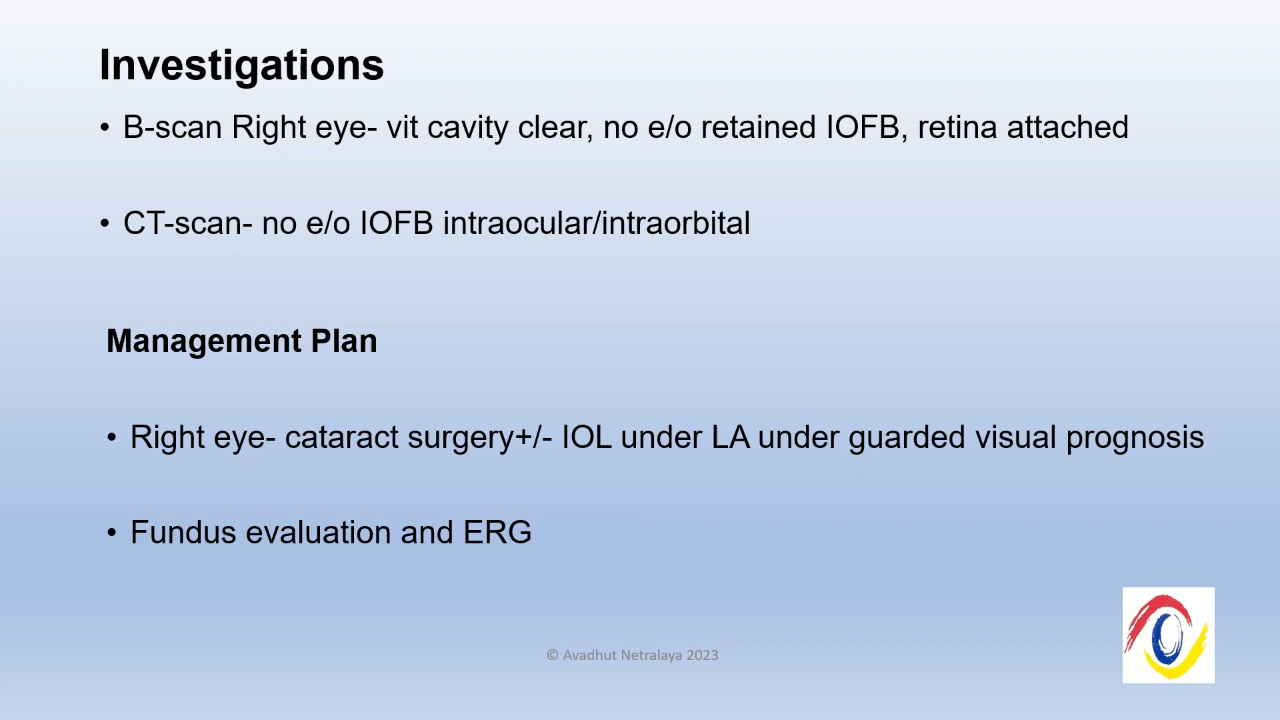 Investigations
• B-scan Right eye- vit cavity clear, no e/o retained IOFB, retina attached
• CT-scan- no e/o IOFB intraocular/intraorbital
Management Plan
• Right eye- cataract surgery+/- IOL under LA under guarded visual prognosis
• Fundus evaluation and ERG
© Avadhut Netralaya 2023